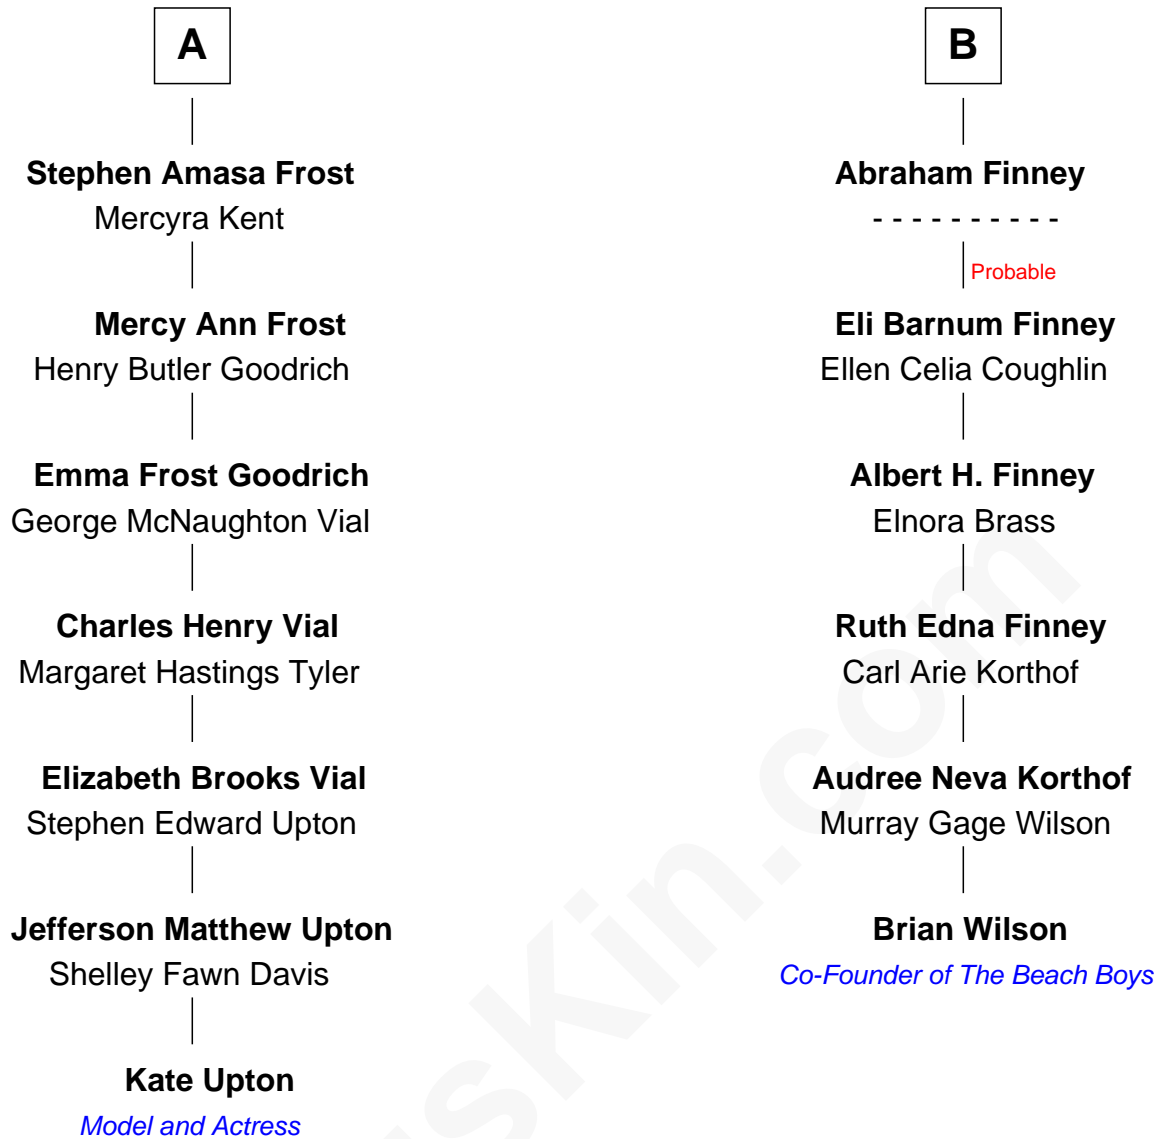 A
Stephen Amasa Frost
Mercyra Kent
Mercy Ann Frost
Henry Butler Goodrich
Emma Frost Goodrich
George McNaughton Vial
Charles Henry Vial
Margaret Hastings Tyler
Elizabeth Brooks Vial
Stephen Edward Upton
Jefferson Matthew Upton
Shelley Fawn Davis
Kate Upton
Model and Actress
B
Abraham Finney
- - - - - - - - - -
Probable
Eli Barnum Finney
Ellen Celia Coughlin
Albert H. Finney
Elnora Brass
Ruth Edna Finney
Carl Arie Korthof
Audree Neva Korthof
Murray Gage Wilson
Brian Wilson
Co-Founder of The Beach Boys
sKin.com